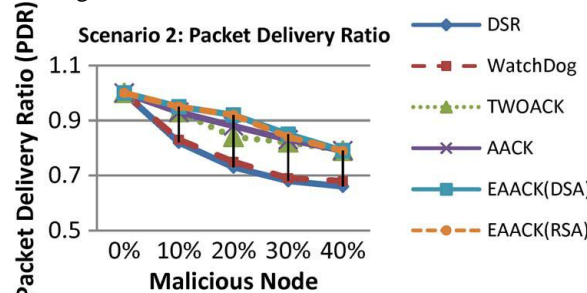 Scenario 2: Packet Delivery Ratio
Packet Delivery Ratio (PDR)
1.1
0.9
0.7
0.5
0% 10% 20% 30% 40%
Malicious Node
DSR
WatchDog
TWOACK
AACK
EAACK(DSA)
EAACK(RSA)